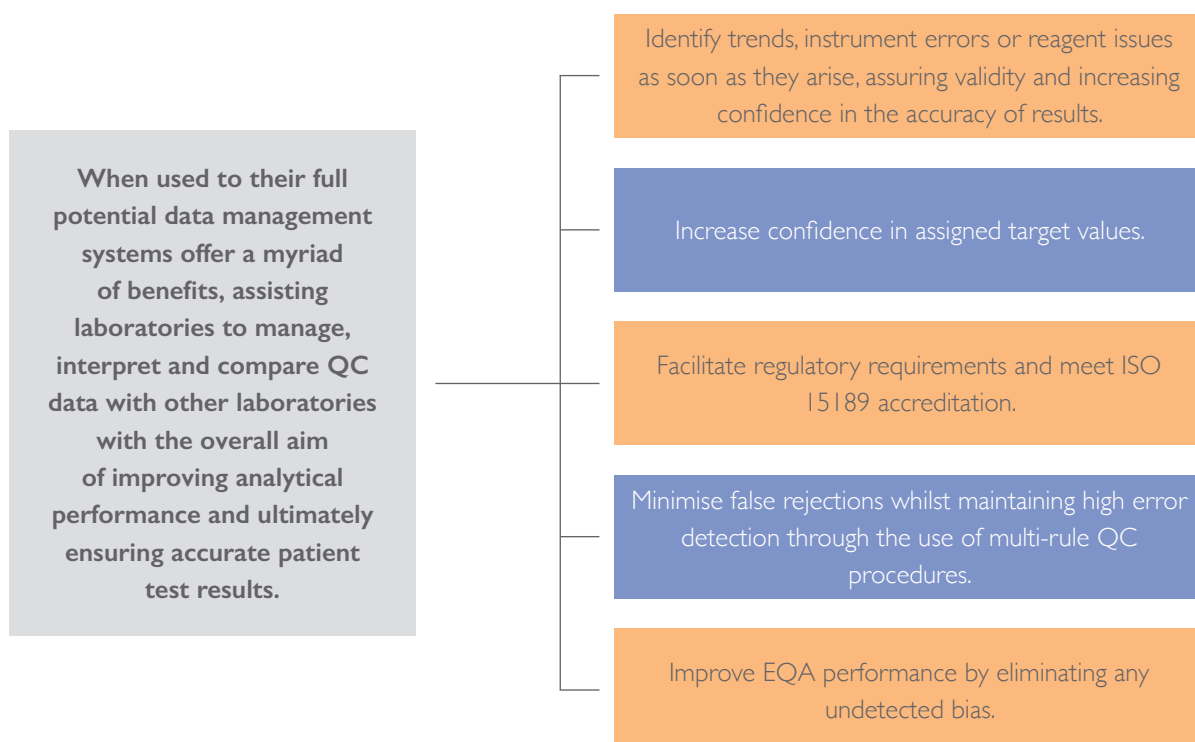 When used to their full
potential data management
systems offer a myriad
of benefits, assisting
laboratories to manage,
interpret and compare QC
data with other laboratories
with the overall aim
of improving analytical
performance and ultimately
ensuring accurate patient
test results.
Identify trends, instrument errors or reagent issues
as soon as they arise, assuring validity and increasing
confidence in the accuracy of results.
Increase confidence in assigned target values.
Facilitate regulatory requirements and meet ISO
15189 accreditation.
Minimise false rejections whilst maintaining high error
detection through the use of multi-rule QC
procedures.
Improve EQA performance by eliminating any
undetected bias.